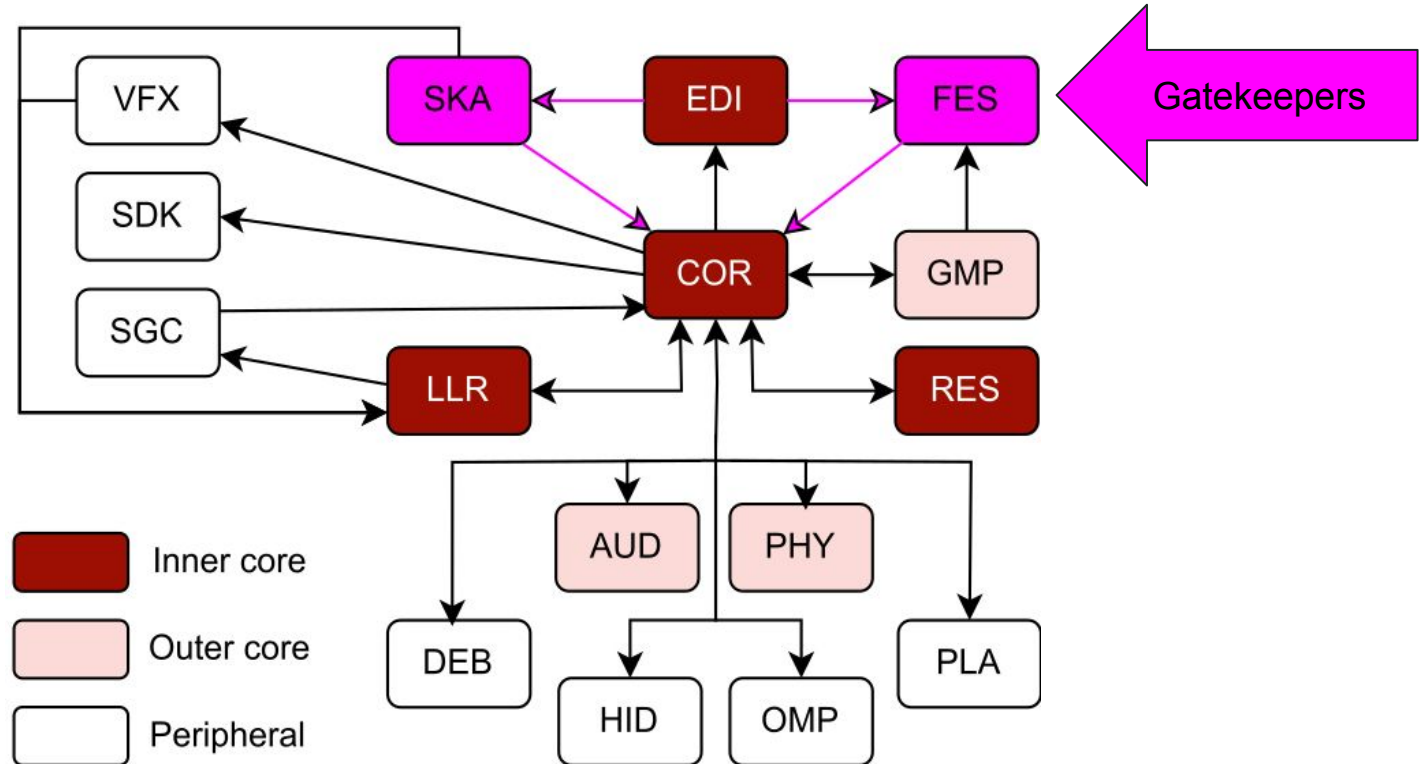 VFX
SKA
EDI
FES
Gatekeepers
SDK
COR
GMP
SGC
LLR
RES
AUD
PHY
Inner core
Outer core
DEB
PLA
HID
OMP
Peripheral